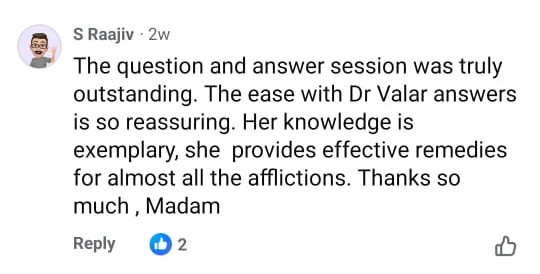 S Raajiv · 2w
The question and answer session was truly
outstanding. The ease with Dr Valar answers
is so reassuring. Her knowledge is
exemplary, she  provides effective remedies
for almost all the afflictions. Thanks so
much , Madam
Reply 2